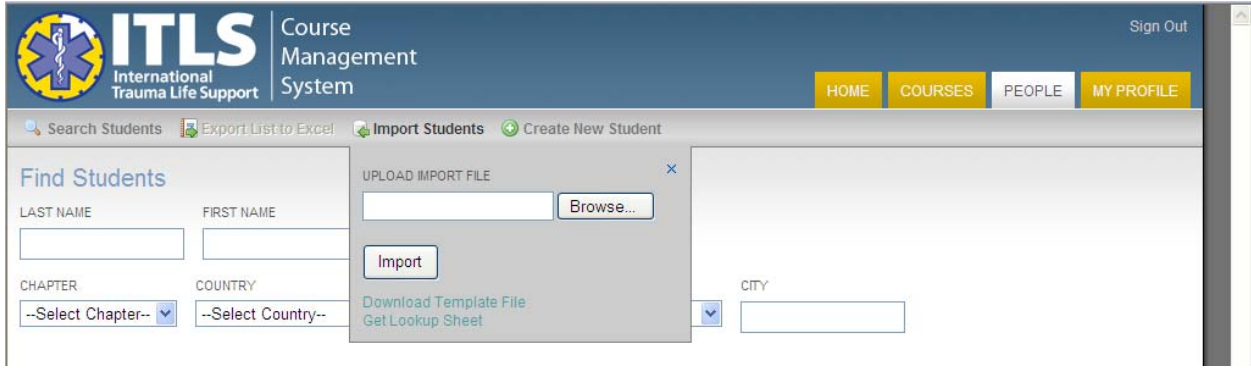 ITLS
International
Trauma Life Support
Course
Management
System
Sign Out
HOME COURSES PEOPLE MY PROFILE
Search Students Export List to Excel Import Students Create New Student
Find Students
UPLOAD IMPORT FILE
Browse...
LAST NAME FIRST NAME
Import
CHAPTER COUNTRY CITY
--Select Chapter-- --Select Country--
Download Template File
Get Lookup Sheet